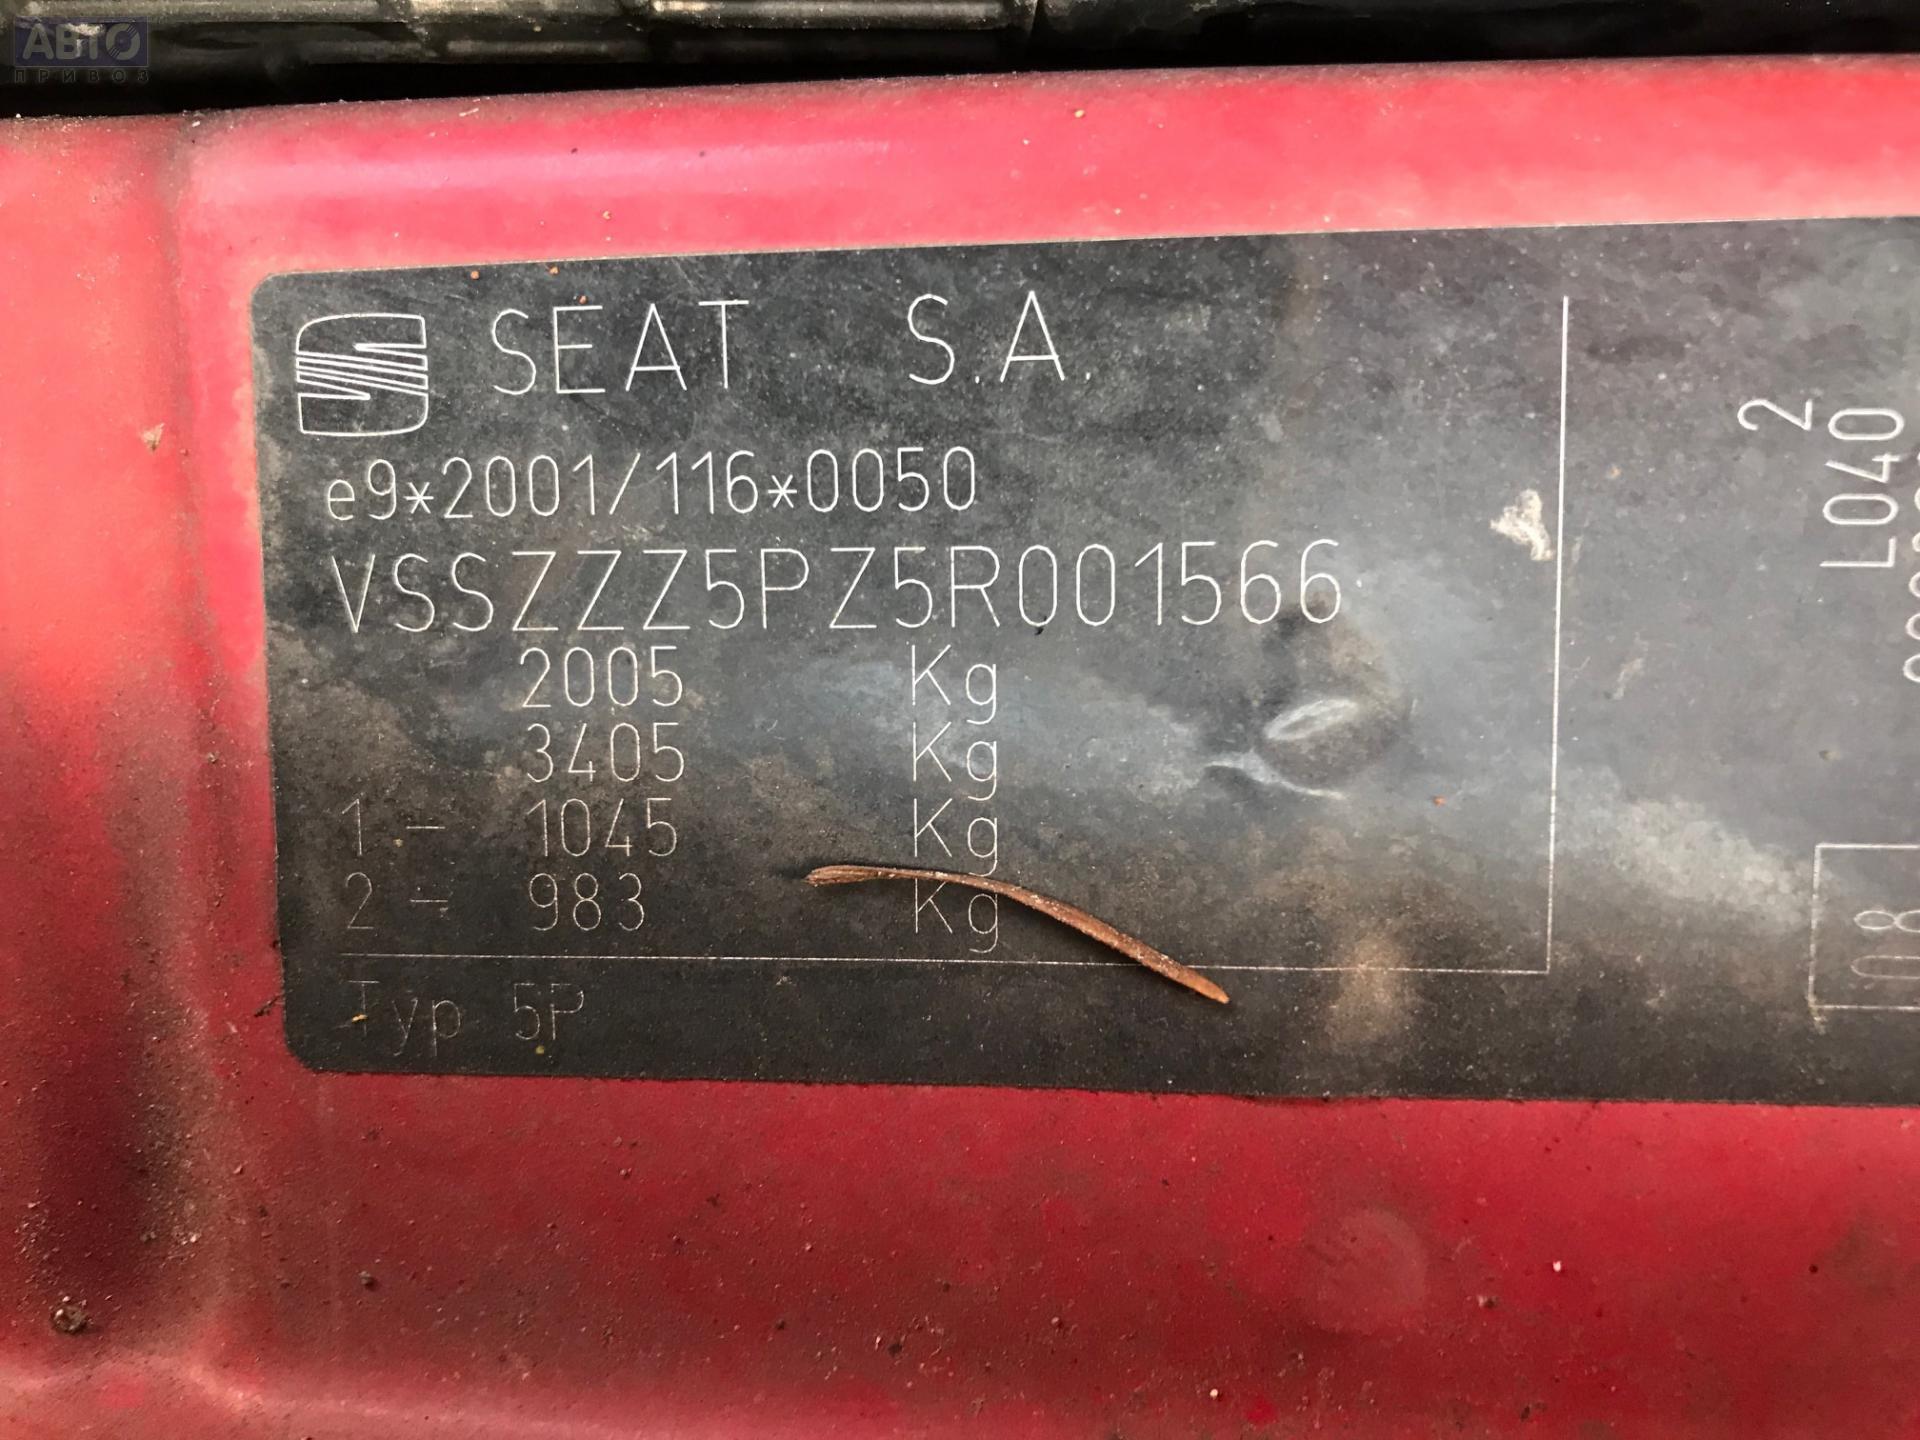 АВТО
ПРИВОЗ
SEAT S.A.
e9*2001/116*0050
VSSZZZ5PZ5R001566
2005 Kg
3405 Kg
1 - 1045 Kg
2 - 983 Kg
Typ 5P
2
L040
08